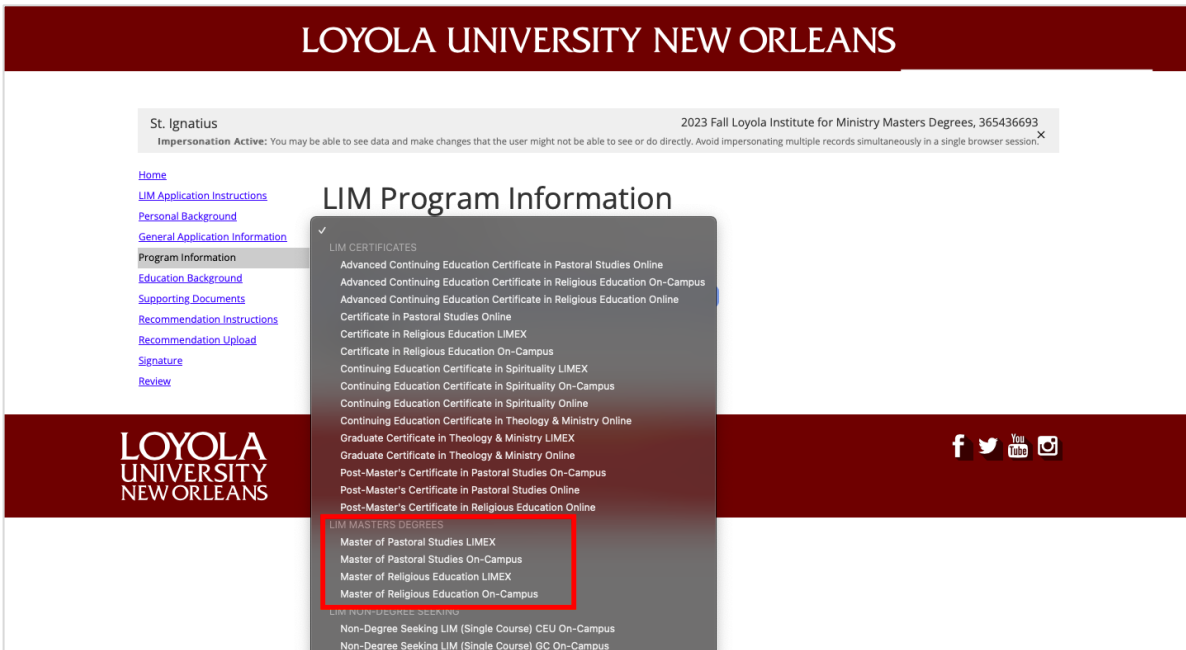 LOYOLA UNIVERSITY NEW ORLEANS
St. Ignatius
2023 Fall Loyola Institute for Ministry Masters Degrees, 365436693
Impersonation Active: You may be able to see data and make changes that the user might not be able to see or do directly. Avoid impersonating multiple records simultaneously in a single browser session.
Home
LIM Application Instructions
Personal Background
General Application Information
Program Information
Education Background
Supporting Documents
Recommendation Instructions
Recommendation Upload
Signature
Review
LIM Program Information
LIM CERTIFICATES
Advanced Continuing Education Certificate in Pastoral Studies Online
Advanced Continuing Education Certificate in Religious Education On-Campus
Advanced Continuing Education Certificate in Religious Education Online
Certificate in Pastoral Studies Online
Certificate in Religious Education LIMEX
Certificate in Religious Education On-Campus
Continuing Education Certificate in Spirituality LIMEX
Continuing Education Certificate in Spirituality On-Campus
Continuing Education Certificate in Spirituality Online
Continuing Education Certificate in Theology & Ministry Online
Graduate Certificate in Theology & Ministry LIMEX
Graduate Certificate in Theology & Ministry Online
Post-Master's Certificate in Pastoral Studies On-Campus
Post-Master's Certificate in Pastoral Studies Online
Post-Master's Certificate in Religious Education Online
LIM MASTERS DEGREES
Master of Pastoral Studies LIMEX
Master of Pastoral Studies On-Campus
Master of Religious Education LIMEX
Master of Religious Education On-Campus
LIM NON-DEGREE SEEKING
Non-Degree Seeking LIM (Single Course) CEU On-Campus
Non-Degree Seeking LIM (Single Course) GC On-Campus
LOYOLA
UNIVERSITY
NEW ORLEANS
You
Tube